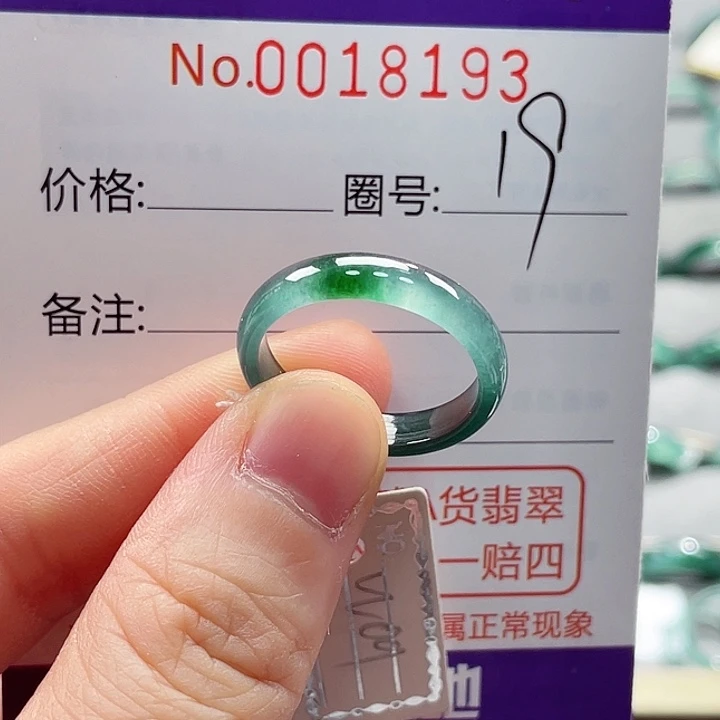 No.0018193
价格: 圈号: 19
备注:
货翡翠
一赔四
属正常现象